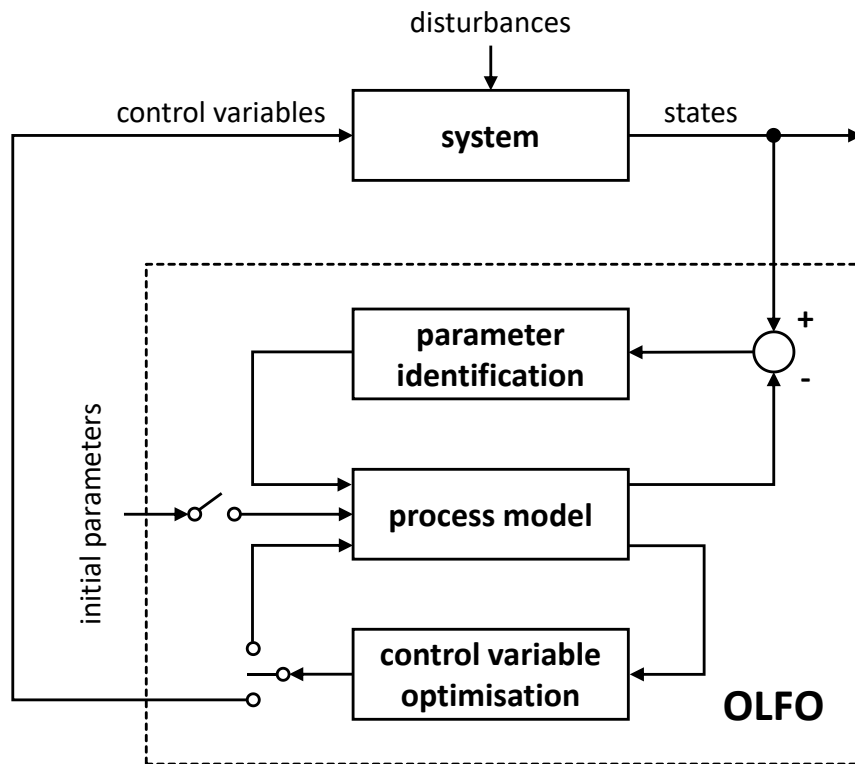 disturbances
control variables
system
states
parameter
identification
+
-
initial parameters
process model
control variable
optimisation
OLFO